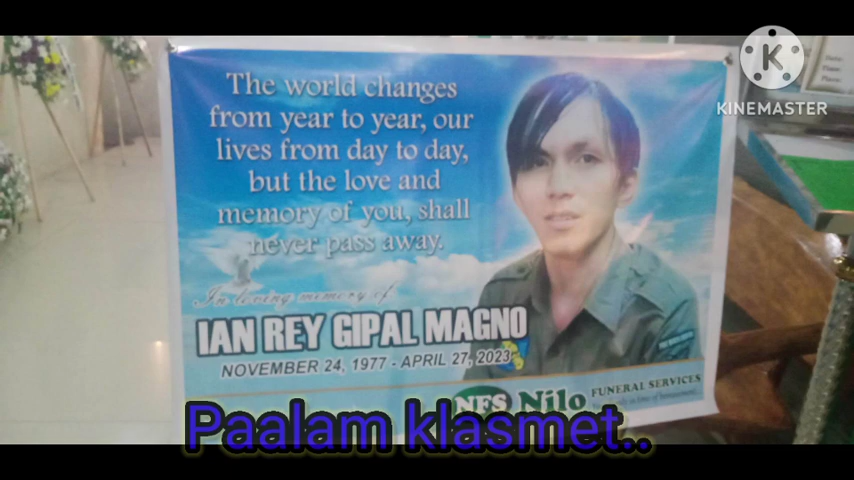 The world changes
from year to year, our
lives from day to day,
but the love and
memory of you, shall
never pass away.
In loving memory of
IAN REY GIPAL MAGNO
NOVEMBER 24, 1977 - APRIL 27, 2023
NFS Nilo FUNERAL SERVICES
Paalam klasmet..
K
KINEMASTER